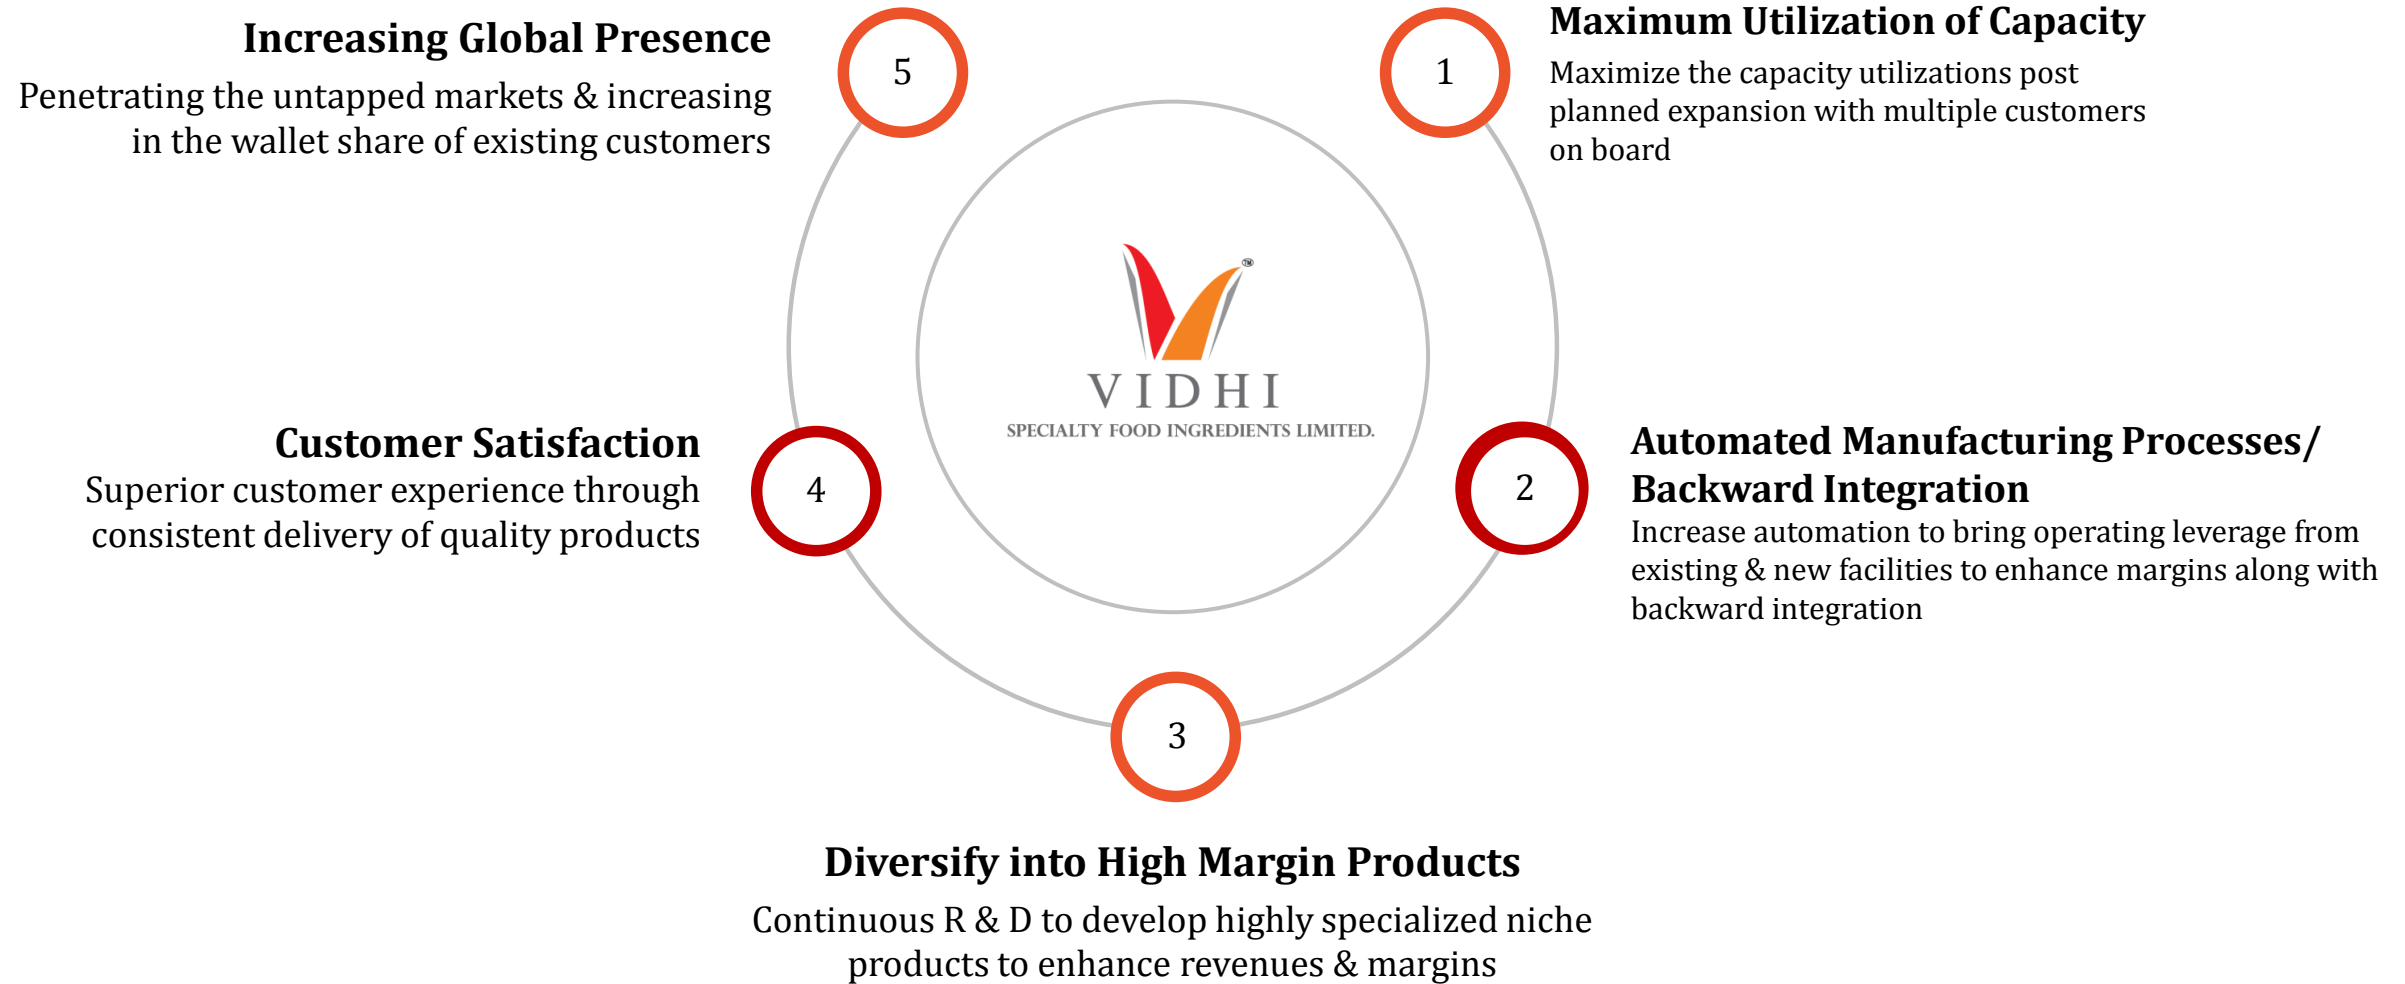 Increasing Global Presence
Penetrating the untapped markets & increasing
in the wallet share of existing customers
5
1
Maximum Utilization of Capacity
Maximize the capacity utilizations post
planned expansion with multiple customers
on board
TM
VIDHI
SPECIALTY FOOD INGREDIENTS LIMITED.
Customer Satisfaction
Superior customer experience through
consistent delivery of quality products
4
2
Automated Manufacturing Processes/
Backward Integration
Increase automation to bring operating leverage from
existing & new facilities to enhance margins along with
backward integration
3
Diversify into High Margin Products
Continuous R & D to develop highly specialized niche
products to enhance revenues & margins